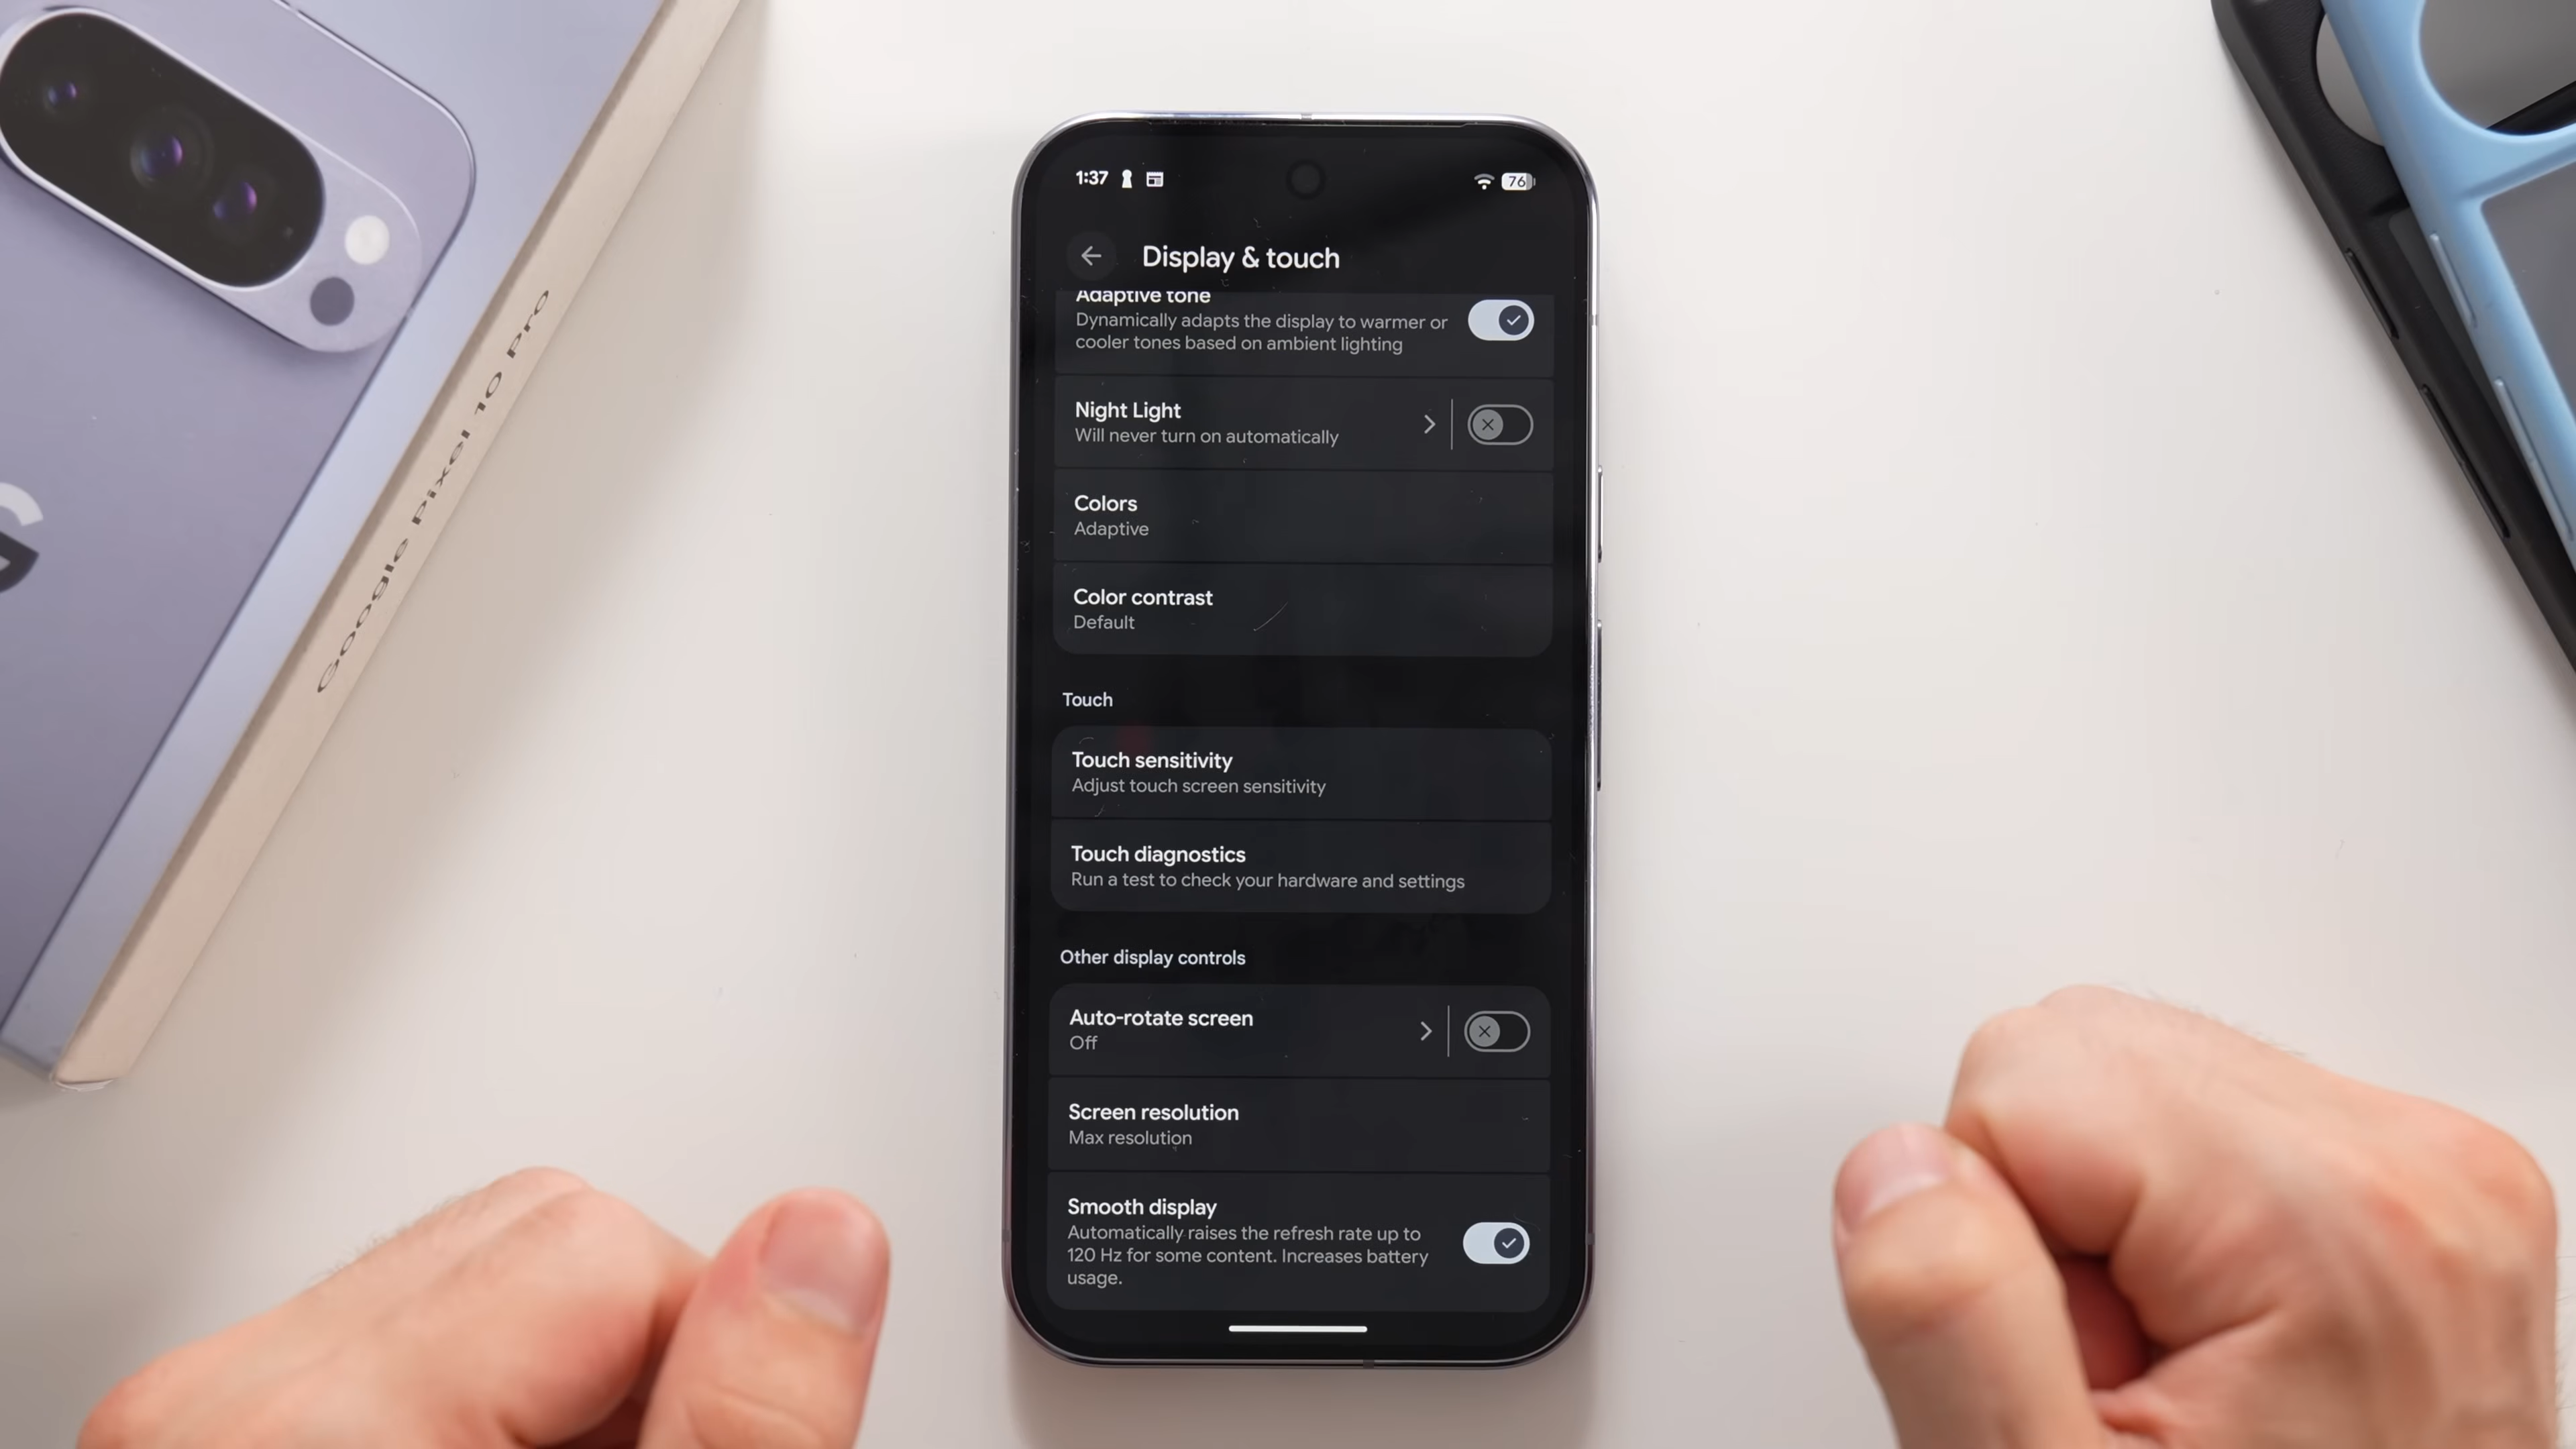 1:37
76
Display & touch
Adaptive tone
Dynamically adapts the display to warmer or
cooler tones based on ambient lighting
Night Light
Will never turn on automatically
Colors
Adaptive
Color contrast
Default
Touch
Touch sensitivity
Adjust touch screen sensitivity
Touch diagnostics
Run a test to check your hardware and settings
Other display controls
Auto-rotate screen
Off
Screen resolution
Max resolution
Smooth display
Automatically raises the refresh rate up to
120 Hz for some content. Increases battery
usage.
Google Pixel 10 Pro
G